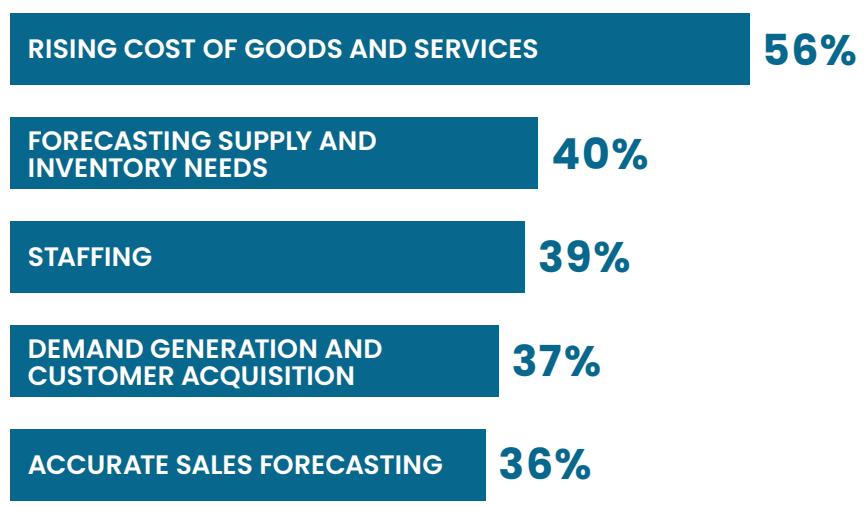 RISING COST OF GOODS AND SERVICES
56%
FORECASTING SUPPLY AND
INVENTORY NEEDS
40%
STAFFING
39%
DEMAND GENERATION AND
CUSTOMER ACQUISITION
37%
ACCURATE SALES FORECASTING
36%